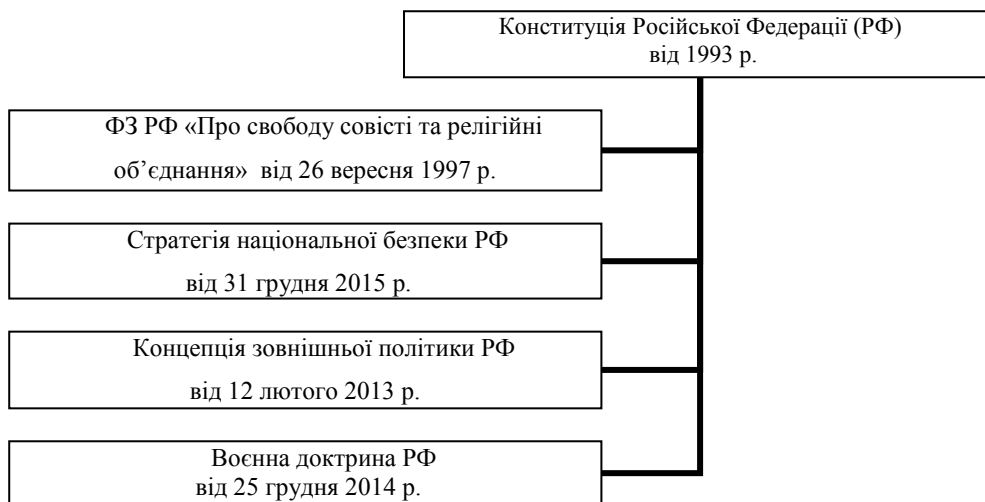 Конституція Російської Федерації (РФ)
від 1993 р.
ФЗ РФ «Про свободу совісті та релігійні
об’єднання» від 26 вересня 1997 р.
Стратегія національної безпеки РФ
від 31 грудня 2015 р.
Концепція зовнішньої політики РФ
від 12 лютого 2013 р.
Воєнна доктрина РФ
від 25 грудня 2014 р.